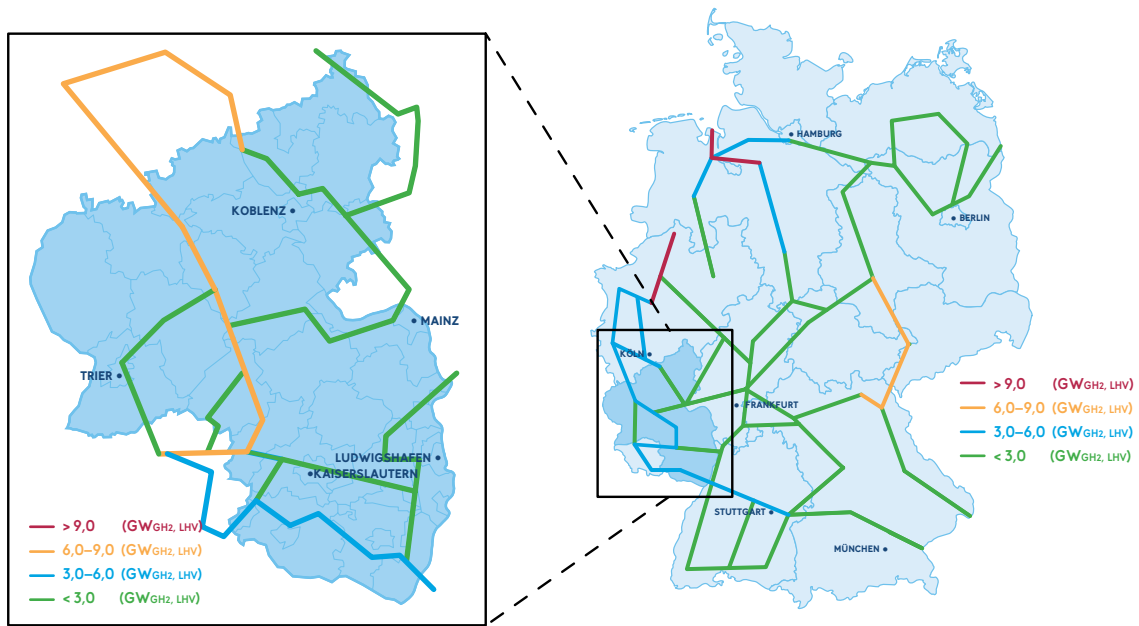 KOBLENZ
MAINZ
TRIER
LUDWIGSHAFEN
KAISERSLAUTERN
> 9,0 (GWGH2, LHV)
6,0–9,0 (GWGH2, LHV)
3,0–6,0 (GWGH2, LHV)
< 3,0 (GWGH2, LHV)
HAMBURG
BERLIN
KÖLN
FRANKFURT
STUTTGART
MÜNCHEN
> 9,0 (GWGH2, LHV)
6,0–9,0 (GWGH2, LHV)
3,0–6,0 (GWGH2, LHV)
< 3,0 (GWGH2, LHV)